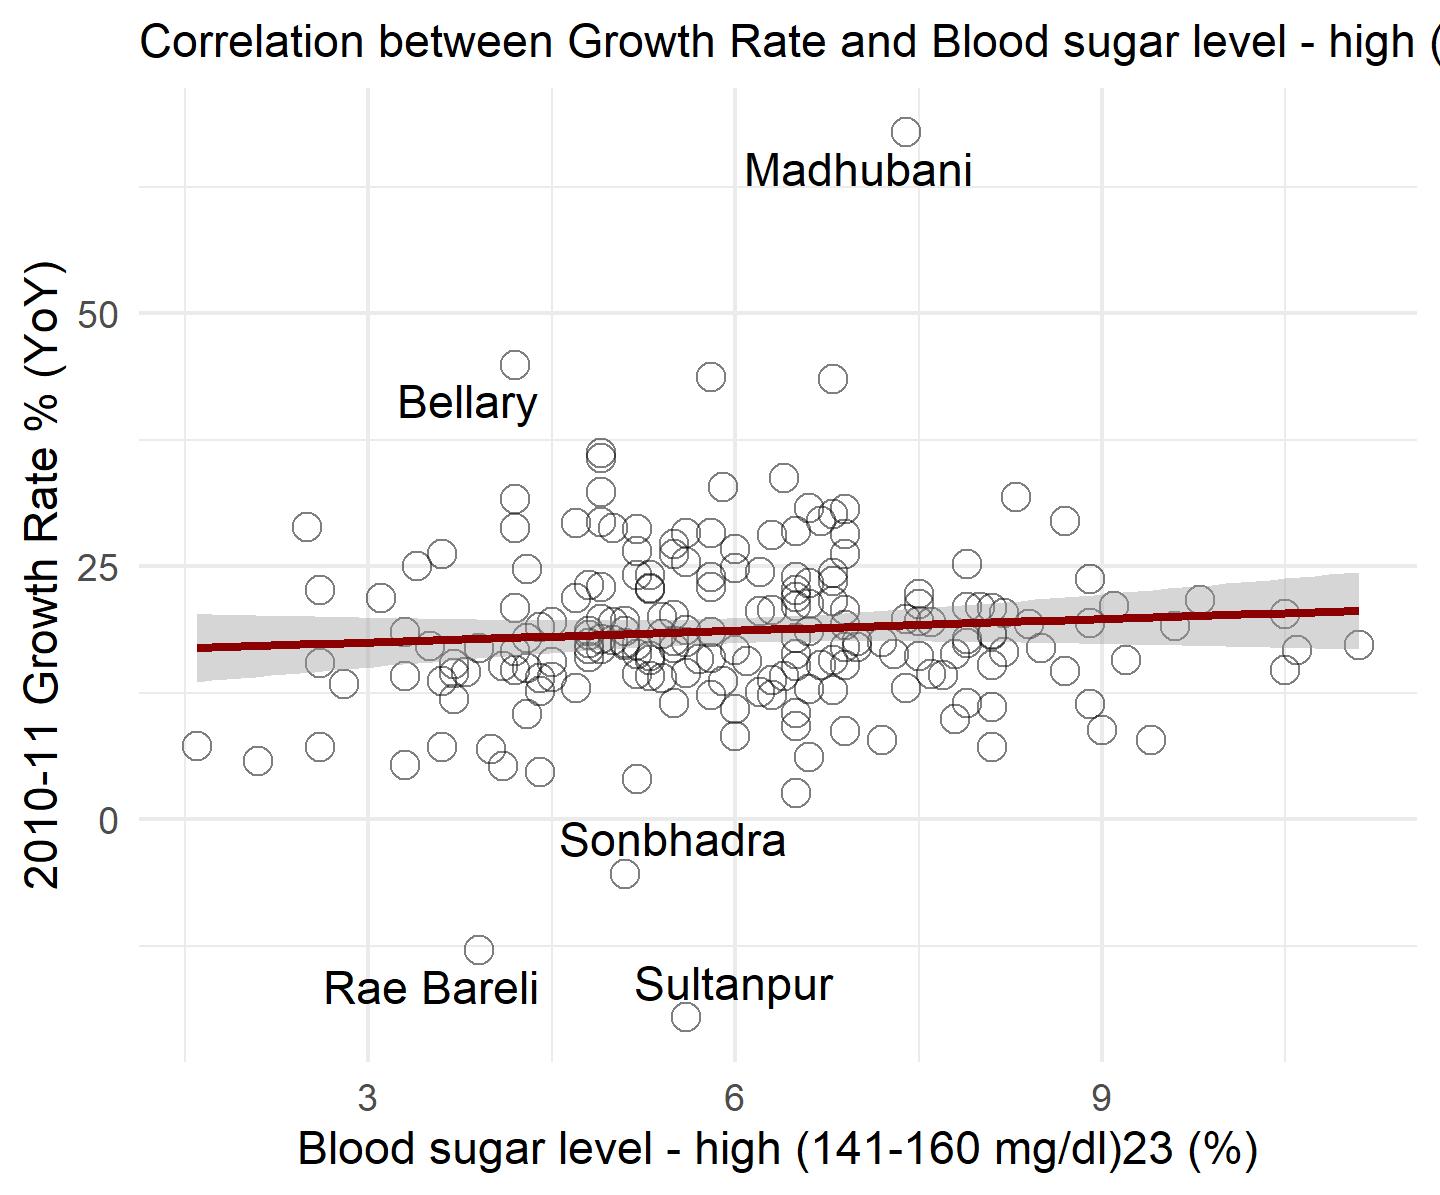 Correlation between Growth Rate and Blood sugar level - high (
Madhubani
50
Bellary
25
0
Sonbhadra
Rae Bareli
Sultanpur
2010-11 Growth Rate % (YoY)
3
6
9
Blood sugar level - high (141-160 mg/dl)23 (%)